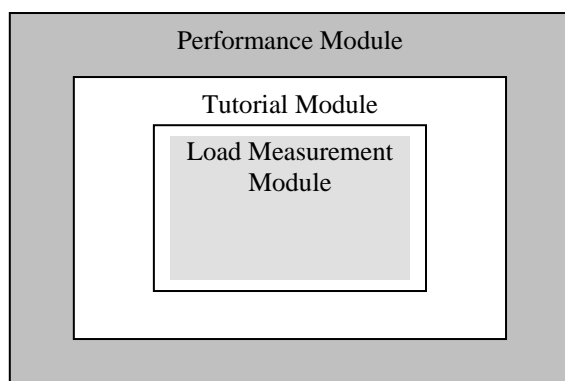 Performance Module
Tutorial Module
Load Measurement
Module